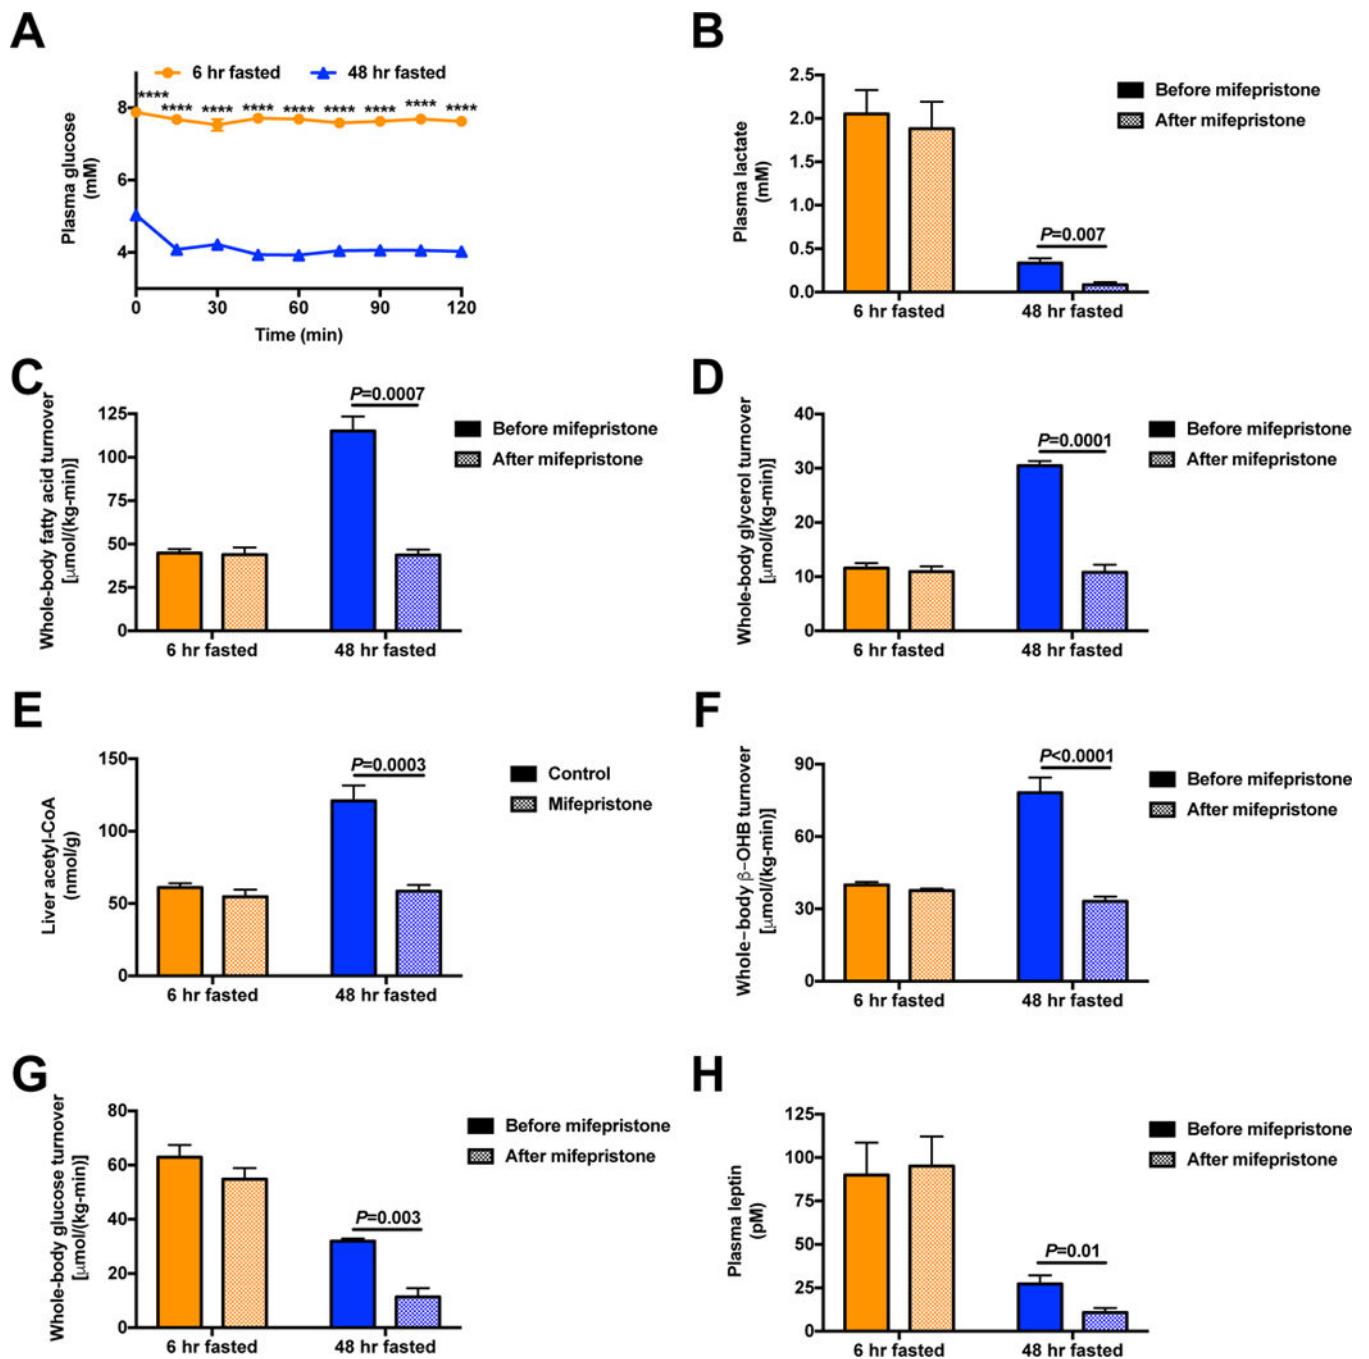 A
6 hr fasted
48 hr fasted
**** **** **** **** **** **** **** **** ****
Plasma glucose
(mM)
8
6
4
0 30 60 90 120
Time (min)
B
Plasma lactate
(mM)
2.5
2.0
1.5
1.0
0.5
0.0
P=0.007
6 hr fasted 48 hr fasted
Before mifepristone
After mifepristone
C
Whole-body fatty acid turnover
[μmol/(kg-min)]
125
100
75
50
25
0
P=0.0007
6 hr fasted 48 hr fasted
Before mifepristone
After mifepristone
D
Whole-body glycerol turnover
[μmol/(kg-min)]
40
30
20
10
0
P=0.0001
6 hr fasted 48 hr fasted
Before mifepristone
After mifepristone
E
Liver acetyl-CoA
(nmol/g)
150
100
50
0
P=0.0003
6 hr fasted 48 hr fasted
Control
Mifepristone
F
Whole-body β-OHB turnover
[μmol/(kg-min)]
90
60
30
0
P<0.0001
6 hr fasted 48 hr fasted
Before mifepristone
After mifepristone
G
Whole-body glucose turnover
[μmol/(kg-min)]
80
60
40
20
0
P=0.003
6 hr fasted 48 hr fasted
Before mifepristone
After mifepristone
H
Plasma leptin
(pM)
125
100
75
50
25
0
P=0.01
6 hr fasted 48 hr fasted
Before mifepristone
After mifepristone